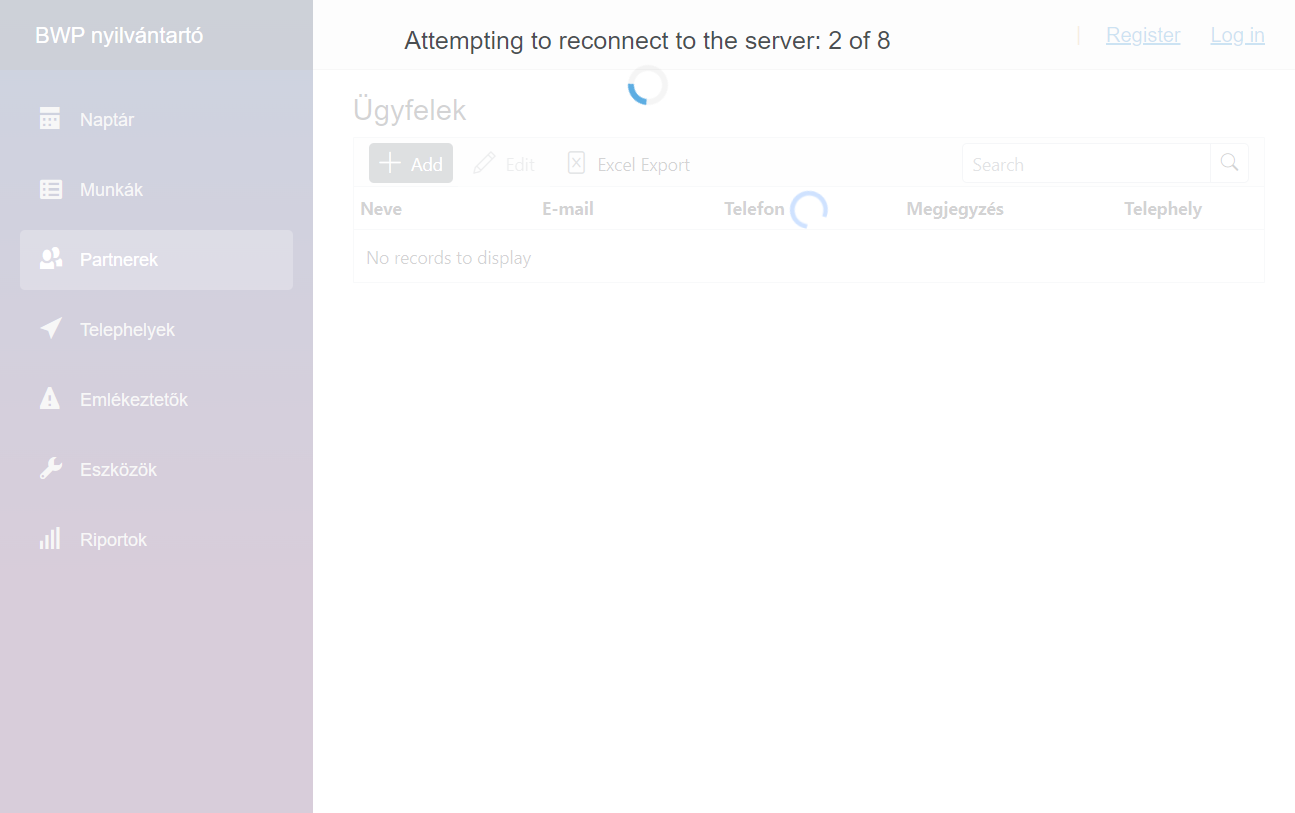 BWP nyilvántartó
Attempting to reconnect to the server: 2 of 8
Register Log in
Naptár
Munkák
Partnerek
Telephelyek
Emlékeztetők
Eszközök
Riportok
Ügyfelek
Add Edit Excel Export Search
Neve E-mail Telefon Megjegyzés Telephely
No records to display